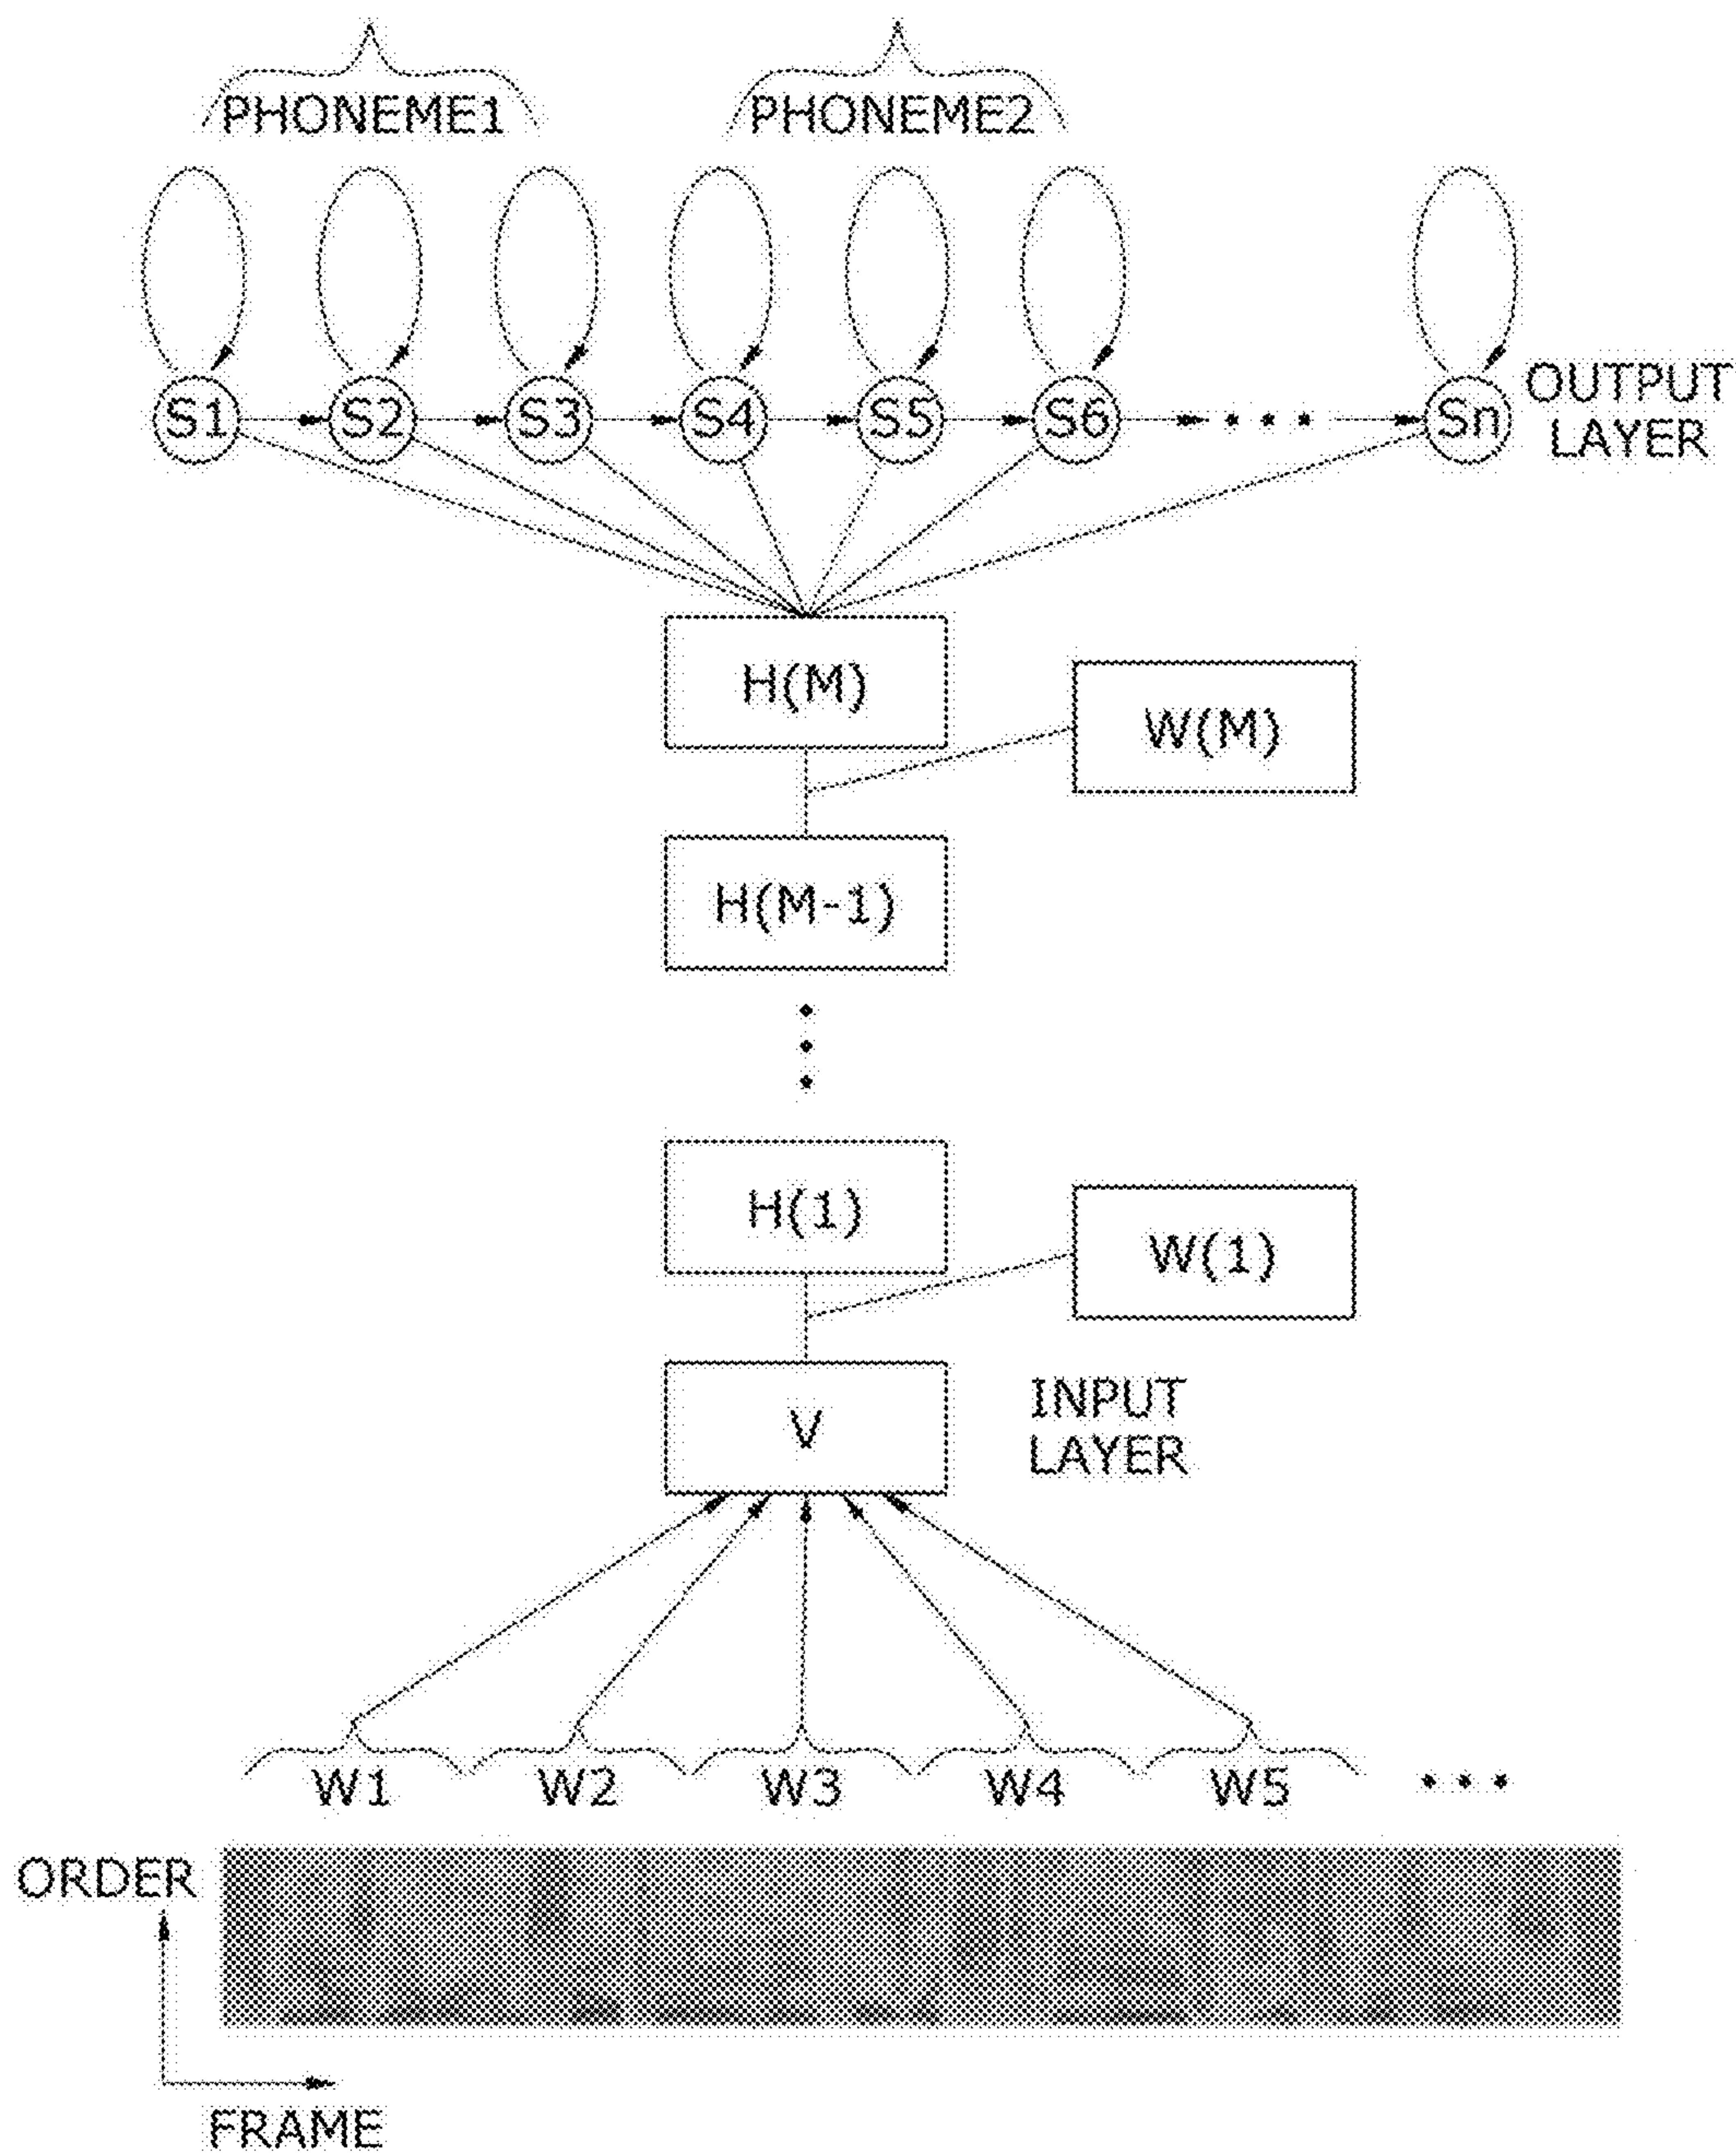 PHONEME1 PHONEME2
S1 S2 S3 S4 S5 S6 ... Sn OUTPUT
LAYER
H(M)
W(M)
H(M-1)
H(1)
W(1)
V INPUT
LAYER
W1 W2 W3 W4 W5 ...
ORDER
FRAME